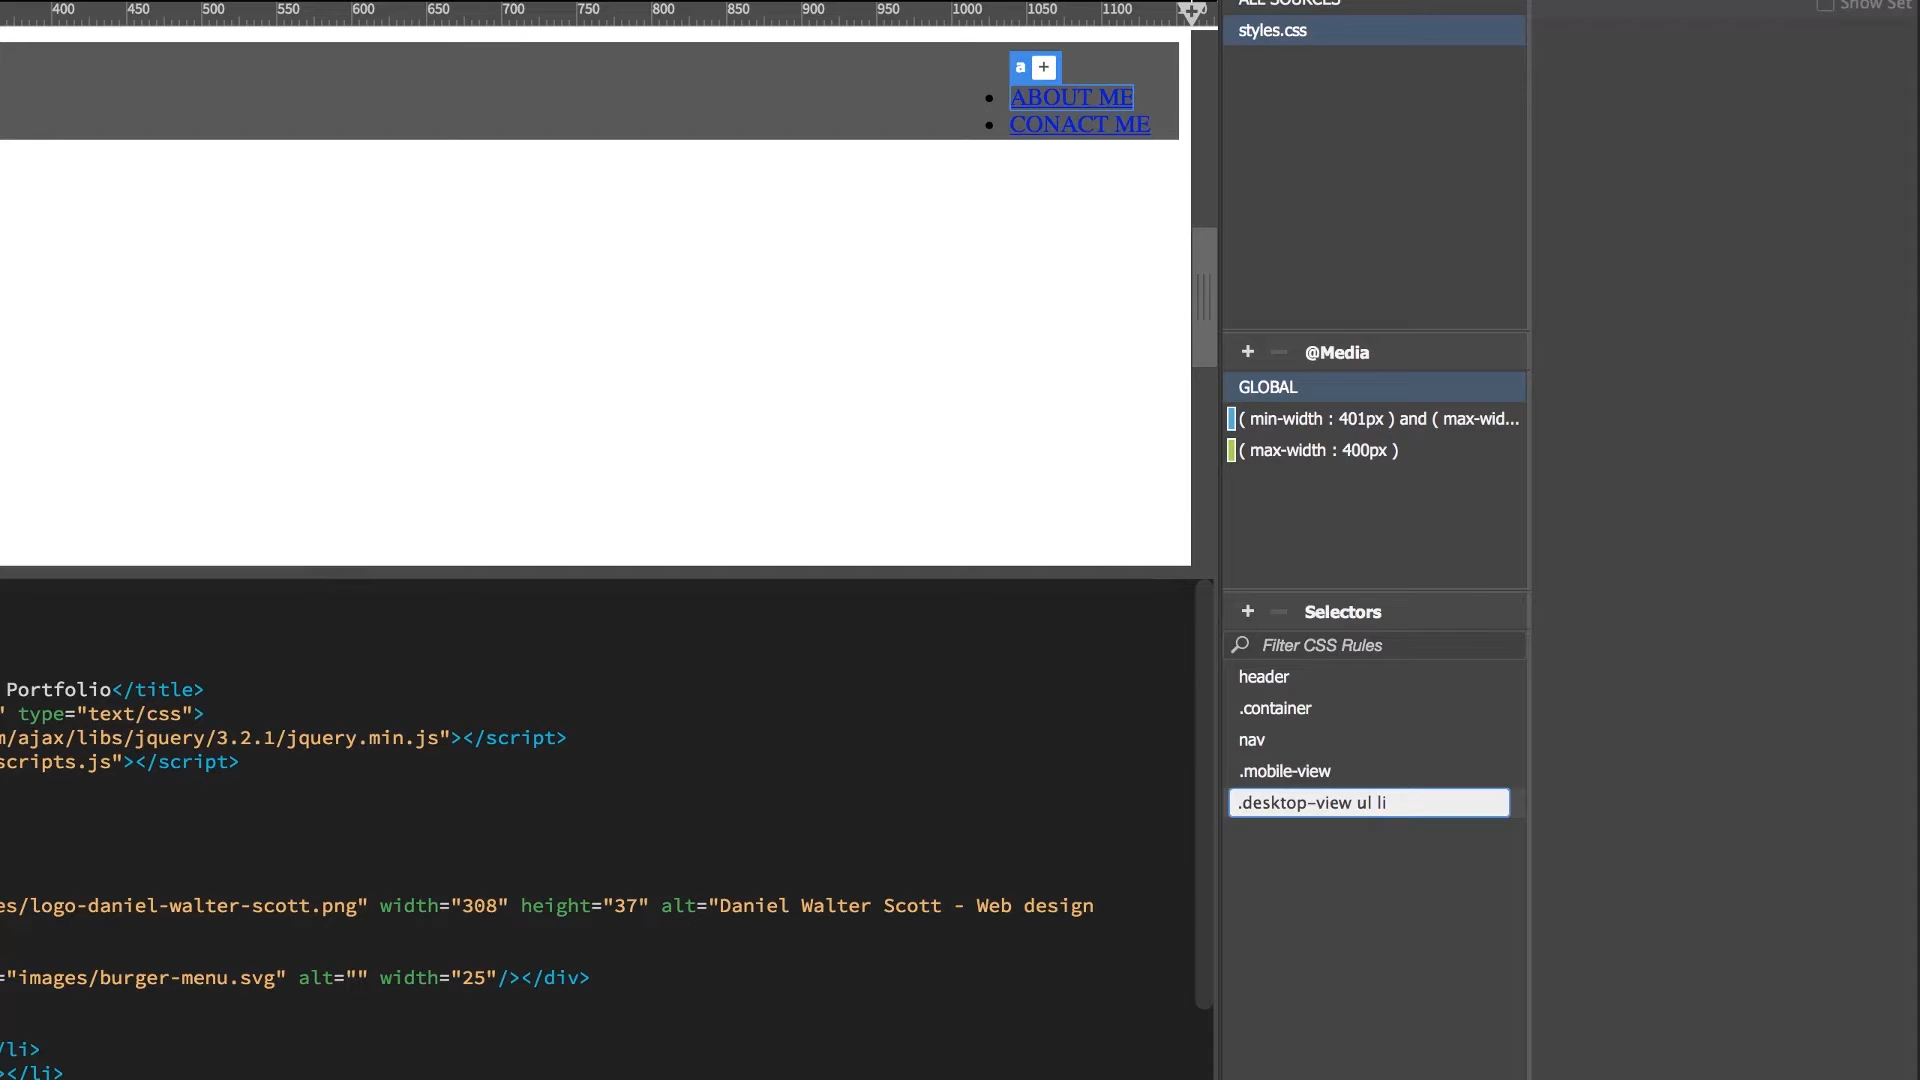 400 450 500 550 600 650 700 750 800 850 900 950 1000 1050 1100
ALL SOURCES
Show Set
styles.css
a +
ABOUT ME
CONACT ME
+ @Media
GLOBAL
( min-width : 401px ) and ( max-wid...
( max-width : 400px )
+ Selectors
Filter CSS Rules
header
.container
nav
.mobile-view
.desktop-view ul li
Portfolio</title>
" type="text/css">
m/ajax/libs/jquery/3.2.1/jquery.min.js"></script>
scripts.js"></script>
es/logo-daniel-walter-scott.png" width="308" height="37" alt="Daniel Walter Scott - Web design
="images/burger-menu.svg" alt="" width="25"/></div>
/li>
></li>